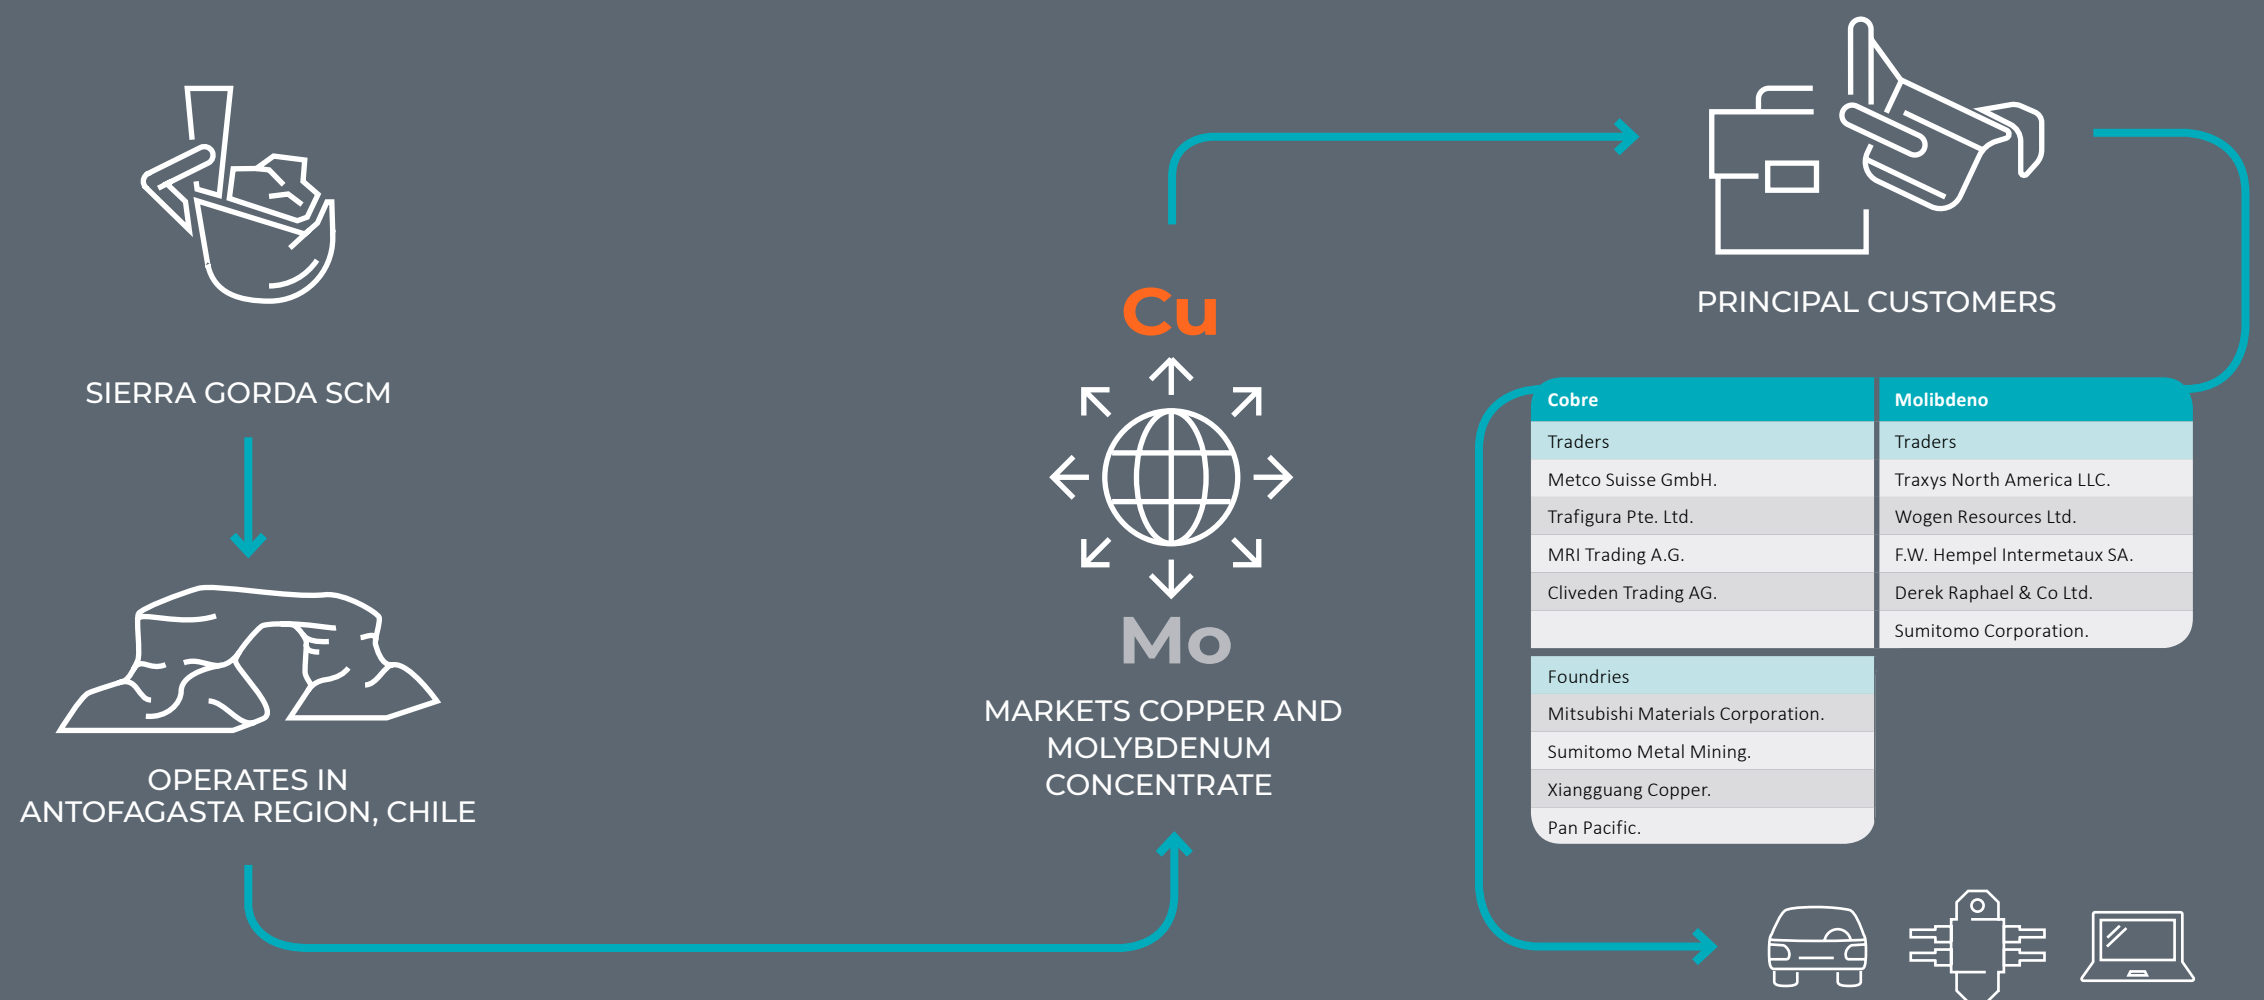 SIERRA GORDA SCM
OPERATES IN
ANTOFAGASTA REGION, CHILE
Cu
Mo
MARKETS COPPER AND
MOLYBDENUM
CONCENTRATE
PRINCIPAL CUSTOMERS
Cobre
Traders
Metco Suisse GmbH.
Trafigura Pte. Ltd.
MRI Trading A.G.
Cliveden Trading AG.
Foundries
Mitsubishi Materials Corporation.
Sumitomo Metal Mining.
Xiangguang Copper.
Pan Pacific.
Molibdeno
Traders
Traxys North America LLC.
Wogen Resources Ltd.
F.W. Hempel Intermetaux SA.
Derek Raphael & Co Ltd.
Sumitomo Corporation.